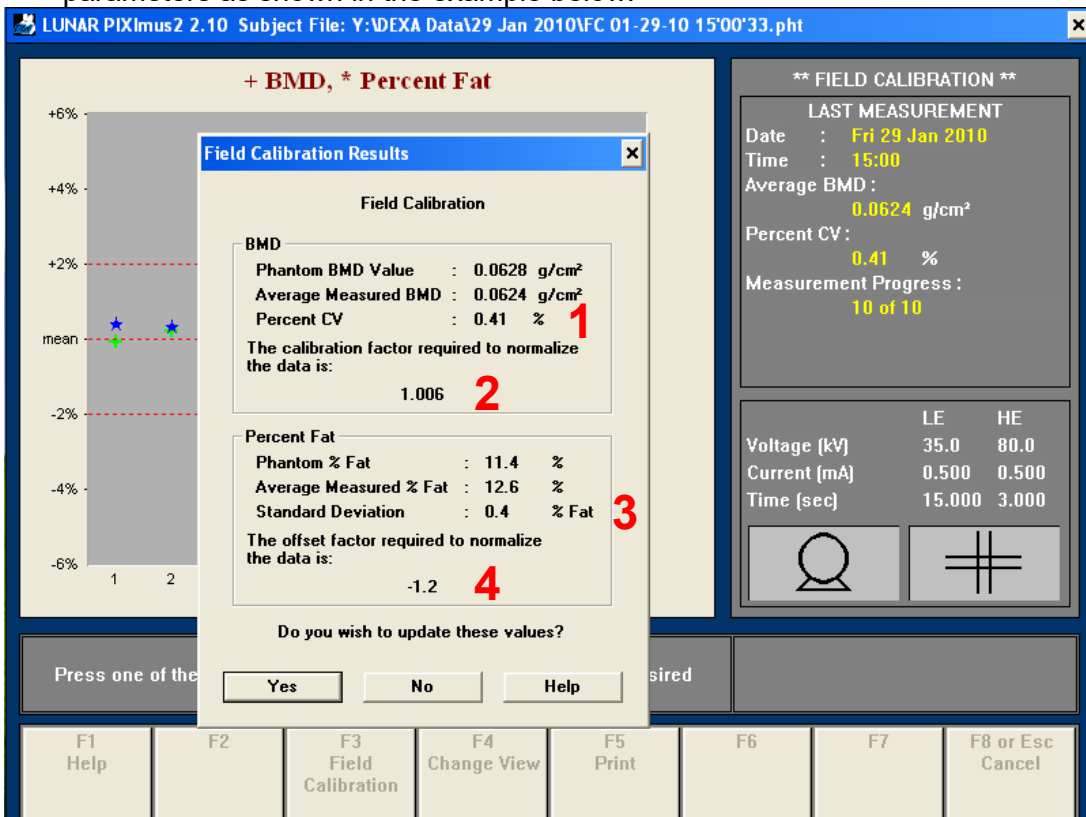 parameters as shown in the example below:
LUNAR PIXImus2 2.10 Subject File: Y:\DEXA Data\29 Jan 2010\FC 01-29-10 15'00'33.pht
+ BMD, * Percent Fat
+6%
+4%
+2%
mean
-2%
-4%
-6%
1 2
Field Calibration Results
Field Calibration
BMD
Phantom BMD Value : 0.0628 g/cm²
Average Measured BMD : 0.0624 g/cm²
Percent CV : 0.41 %
1
The calibration factor required to normalize
the data is:
1.006
2
Percent Fat
Phantom % Fat : 11.4 %
Average Measured % Fat : 12.6 %
Standard Deviation : 0.4 % Fat
3
The offset factor required to normalize
the data is:
-1.2
4
Do you wish to update these values?
Yes No Help
** FIELD CALIBRATION **
LAST MEASUREMENT
Date : Fri 29 Jan 2010
Time : 15:00
Average BMD :
0.0624 g/cm²
Percent CV :
0.41 %
Measurement Progress :
10 of 10
LE HE
Voltage (kV) 35.0 80.0
Current (mA) 0.500 0.500
Time (sec) 15.000 3.000
Press one of the
sired
F1 Help
F2
F3 Field Calibration
F4 Change View
F5 Print
F6
F7
F8 or Esc Cancel